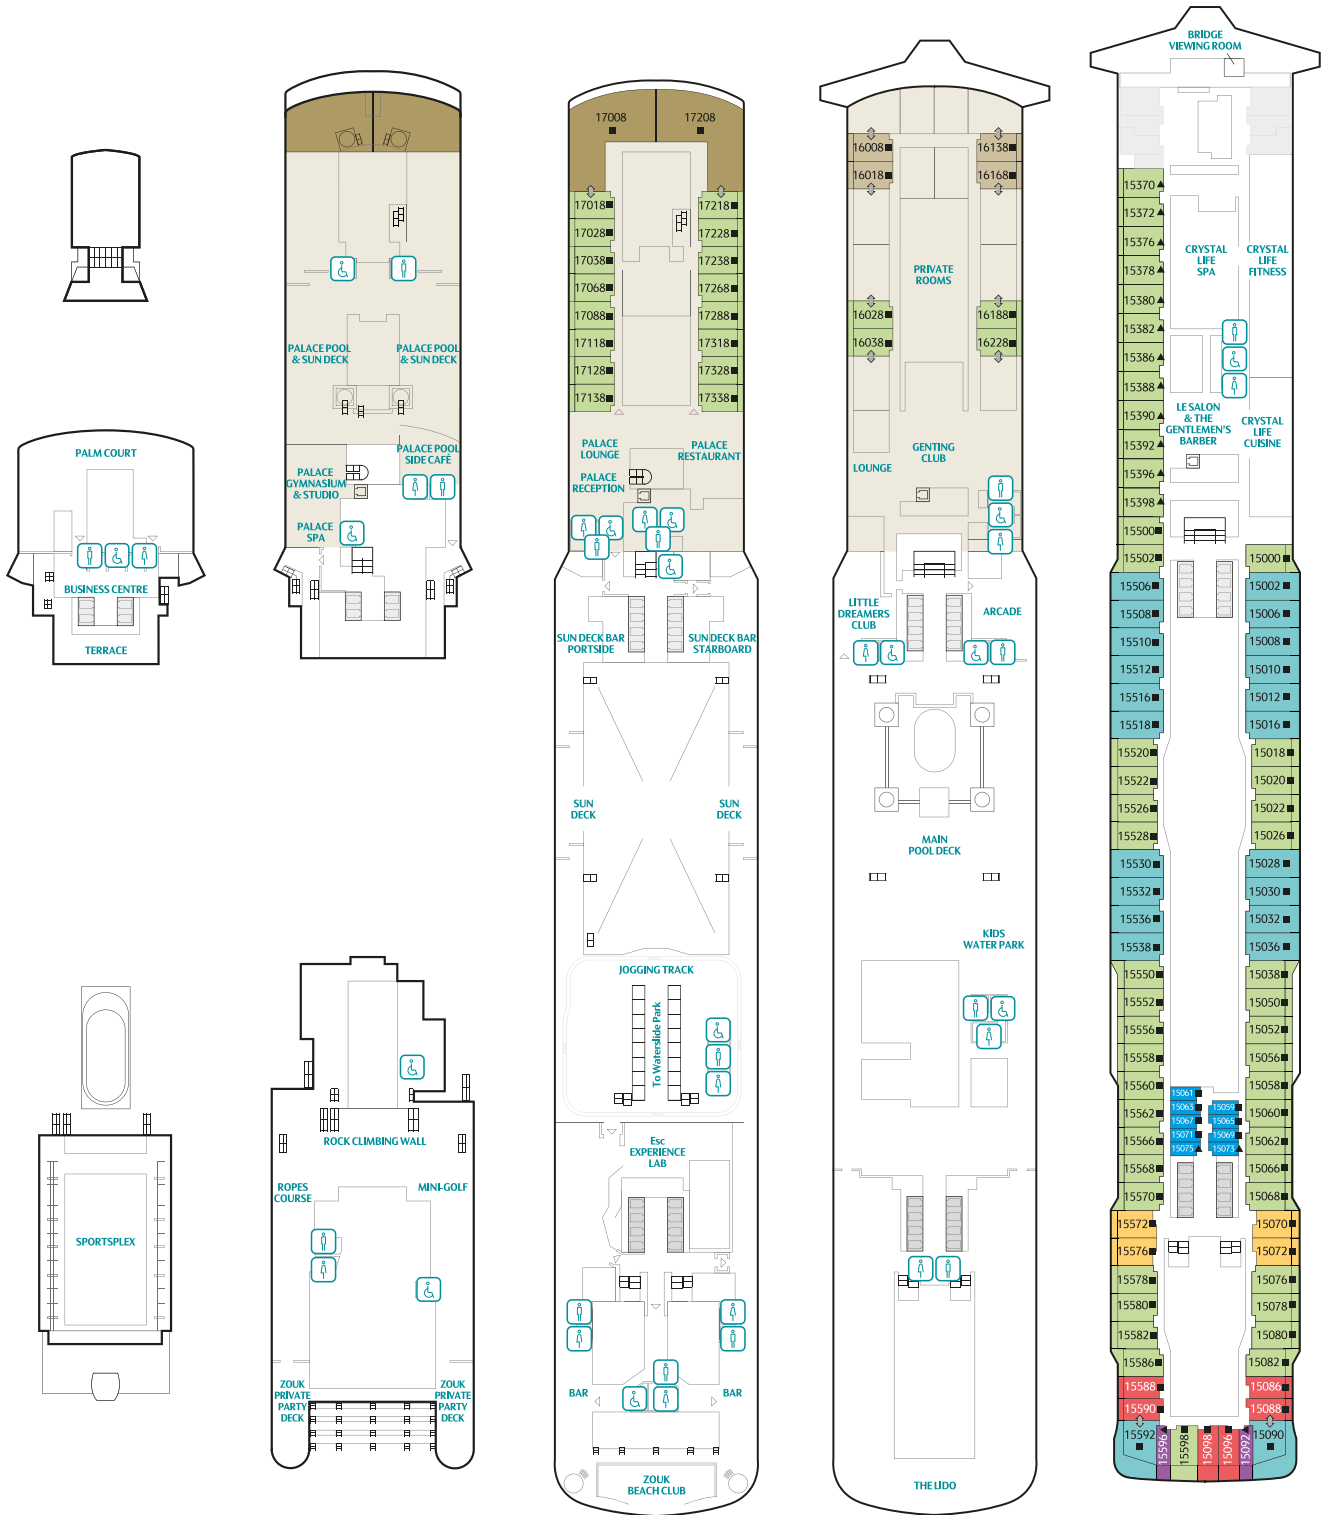 PALM COURT
BUSINESS CENTRE
TERRACE
SPORTSPLEX
PALACE POOL
& SUN DECK
PALACE POOL
& SUN DECK
PALACE POOL
SIDE CAFÉ
PALACE
GYMNASIUM
& STUDIO
PALACE
SPA
ROCK CLIMBING WALL
ROPES
COURSE
MINI-GOLF
ZOUK
PRIVATE
PARTY
DECK
ZOUK
PRIVATE
PARTY
DECK
17008
17208
17018
17218
17028
17228
17038
17238
17068
17268
17088
17288
17118
17318
17128
17328
17138
17338
PALACE
LOUNGE
PALACE
RESTAURANT
PALACE
RECEPTION
SUN DECK BAR
PORTSIDE
SUN DECK BAR
STARBOARD
SUN
DECK
SUN
DECK
JOGGING TRACK
To Waterslide Park
Esc
EXPERIENCE
LAB
BAR
BAR
ZOUK
BEACH CLUB
16008
16138
16018
16168
PRIVATE
ROOMS
16028
16188
16038
16228
GENTING
CLUB
LOUNGE
LITTLE
DREAMERS
CLUB
ARCADE
MAIN
POOL DECK
KIDS
WATER PARK
THE LIDO
BRIDGE
VIEWING ROOM
15370
15372
15376
15378
15380
15382
15386
15388
15390
15392
15396
15398
15500
15502
CRYSTAL
LIFE
SPA
CRYSTAL
LIFE
FITNESS
LE SALON
& THE
GENTLEMEN'S
BARBER
CRYSTAL
LIFE
CUISINE
15000
15506
15002
15508
15006
15510
15008
15512
15010
15516
15012
15518
15016
15520
15018
15522
15020
15526
15022
15528
15026
15530
15028
15532
15030
15536
15032
15538
15036
15550
15038
15552
15050
15556
15052
15558
15056
15560
15058
15562
15060
15566
15062
15568
15066
15570
15068
15061
15063
15059
15067
15065
15071
15069
15075
15073
15572
15070
15576
15072
15578
15076
15580
15078
15582
15080
15586
15082
15588
15086
15590
15088
15592
15596
15598
15098
15096
15092
15090